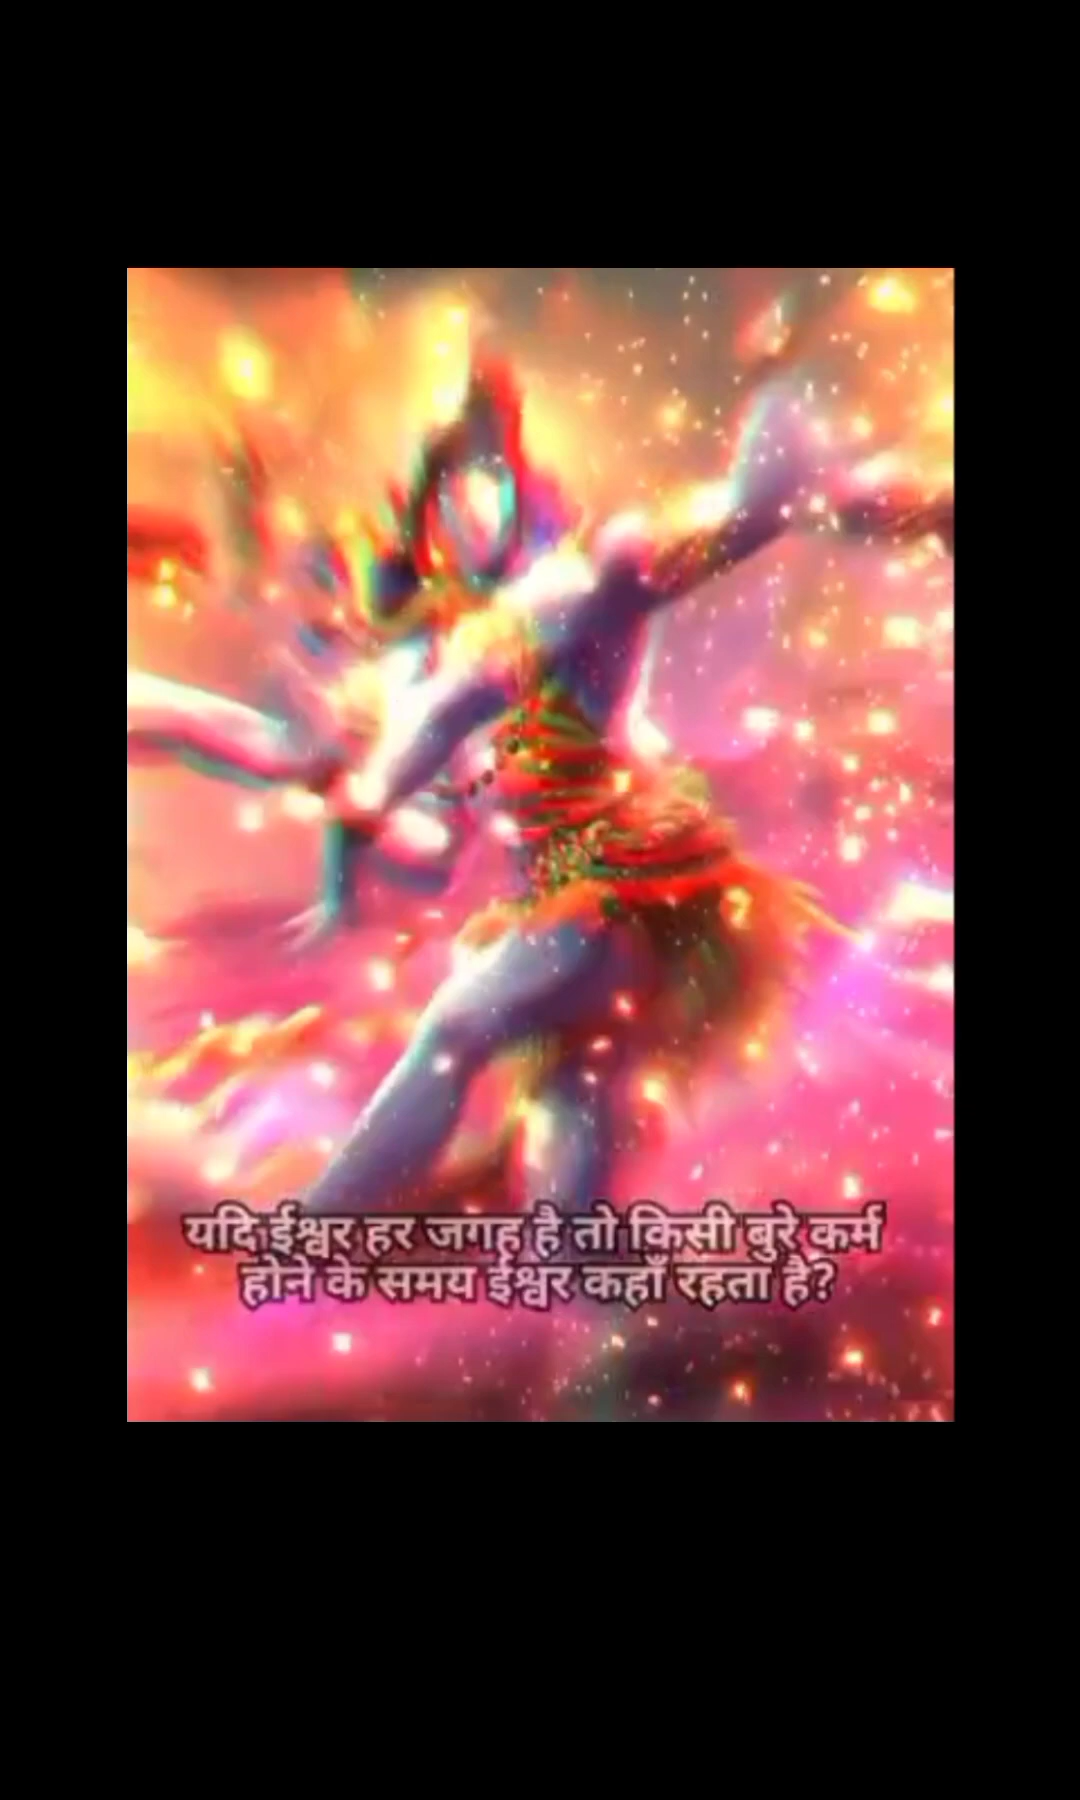 यदि ईश्वर हर जगह है तो किसी बुरे कर्म
होने के समय ईश्वर कहाँ रहता है?